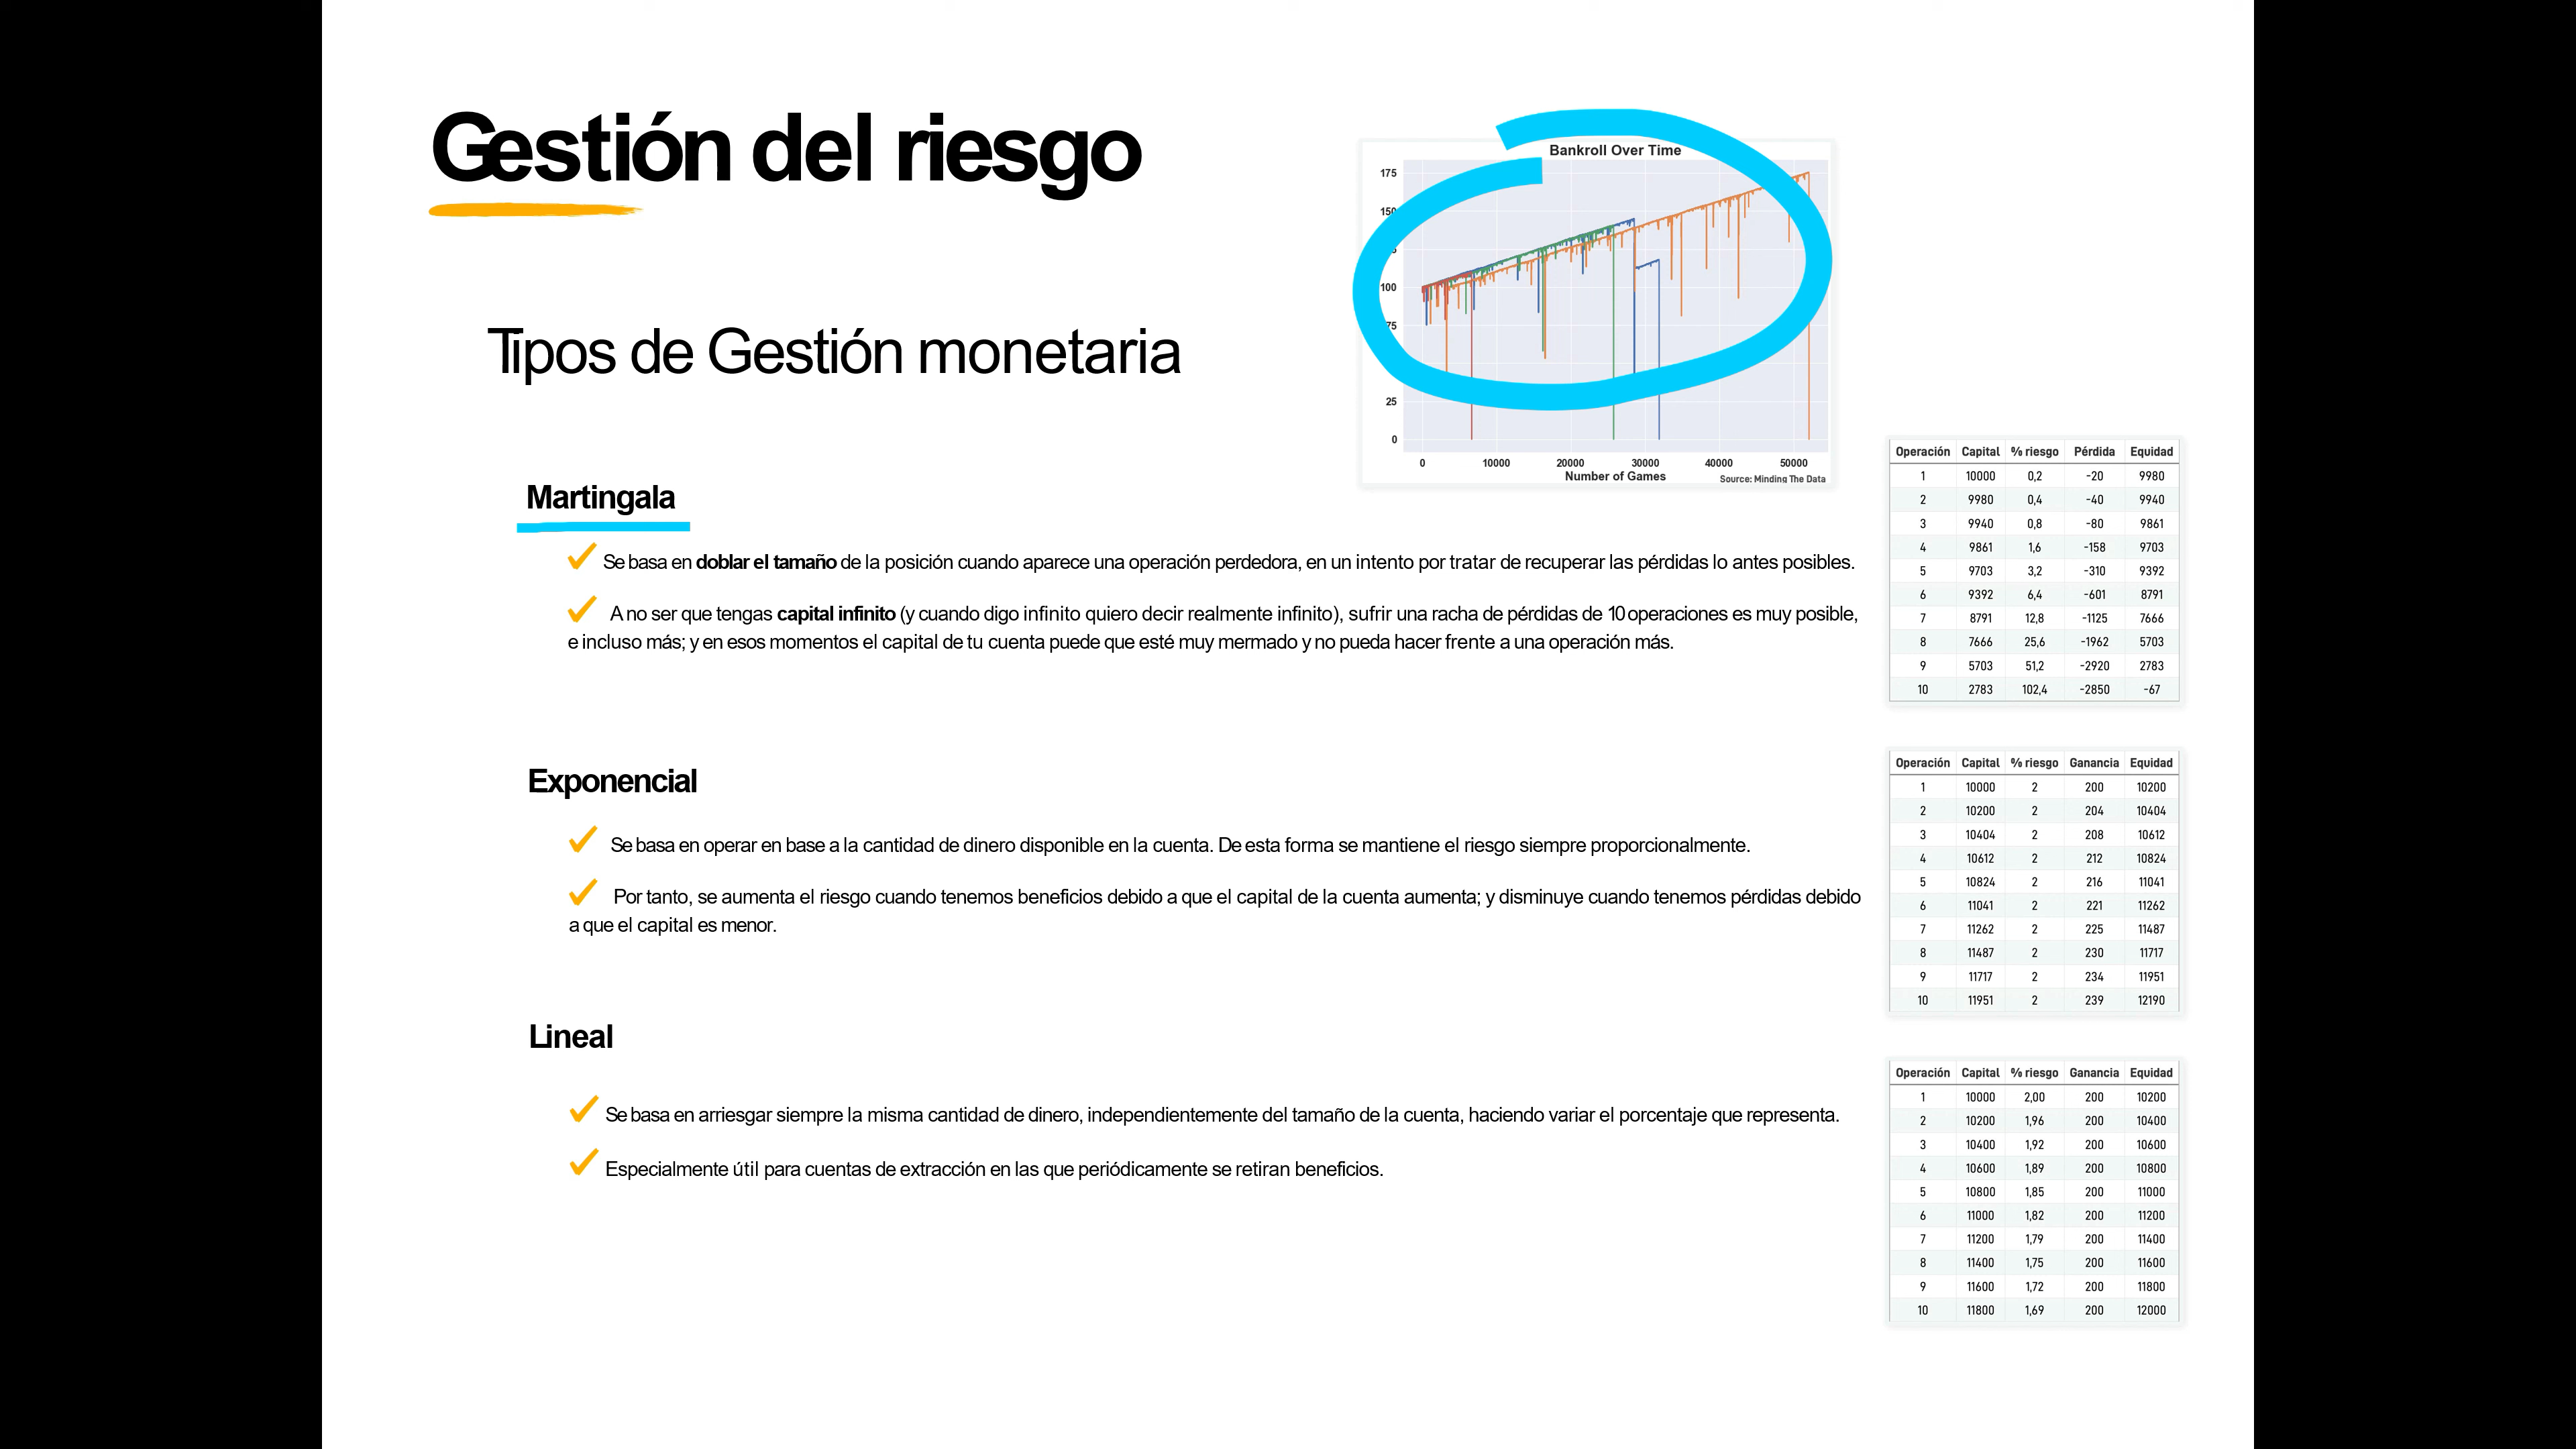 Gestión del riesgo
Bankroll Over Time
175
150
100
75
25
0
0 10000 20000 30000 40000 50000
Number of Games
Source: Minding The Data
Tipos de Gestión monetaria
Martingala
Se basa en doblar el tamaño de la posición cuando aparece una operación perdedora, en un intento por tratar de recuperar las pérdidas lo antes posibles.
A no ser que tengas capital infinito (y cuando digo infinito quiero decir realmente infinito), sufrir una racha de pérdidas de 10 operaciones es muy posible,
e incluso más; y en esos momentos el capital de tu cuenta puede que esté muy mermado y no pueda hacer frente a una operación más.
Operación Capital % riesgo Pérdida Equidad
1 10000 0,2 -20 9980
2 9980 0,4 -40 9940
3 9940 0,8 -80 9861
4 9861 1,6 -158 9703
5 9703 3,2 -310 9392
6 9392 6,4 -601 8791
7 8791 12,8 -1125 7666
8 7666 25,6 -1962 5703
9 5703 51,2 -2920 2783
10 2783 102,4 -2850 -67
Exponencial
Se basa en operar en base a la cantidad de dinero disponible en la cuenta. De esta forma se mantiene el riesgo siempre proporcionalmente.
Por tanto, se aumenta el riesgo cuando tenemos beneficios debido a que el capital de la cuenta aumenta; y disminuye cuando tenemos pérdidas debido
a que el capital es menor.
Operación Capital % riesgo Ganancia Equidad
1 10000 2 200 10200
2 10200 2 204 10404
3 10404 2 208 10612
4 10612 2 212 10824
5 10824 2 216 11041
6 11041 2 221 11262
7 11262 2 225 11487
8 11487 2 230 11717
9 11717 2 234 11951
10 11951 2 239 12190
Lineal
Se basa en arriesgar siempre la misma cantidad de dinero, independientemente del tamaño de la cuenta, haciendo variar el porcentaje que representa.
Especialmente útil para cuentas de extracción en las que periódicamente se retiran beneficios.
Operación Capital % riesgo Ganancia Equidad
1 10000 2,00 200 10200
2 10200 1,96 200 10400
3 10400 1,92 200 10600
4 10600 1,89 200 10800
5 10800 1,85 200 11000
6 11000 1,82 200 11200
7 11200 1,79 200 11400
8 11400 1,75 200 11600
9 11600 1,72 200 11800
10 11800 1,69 200 12000